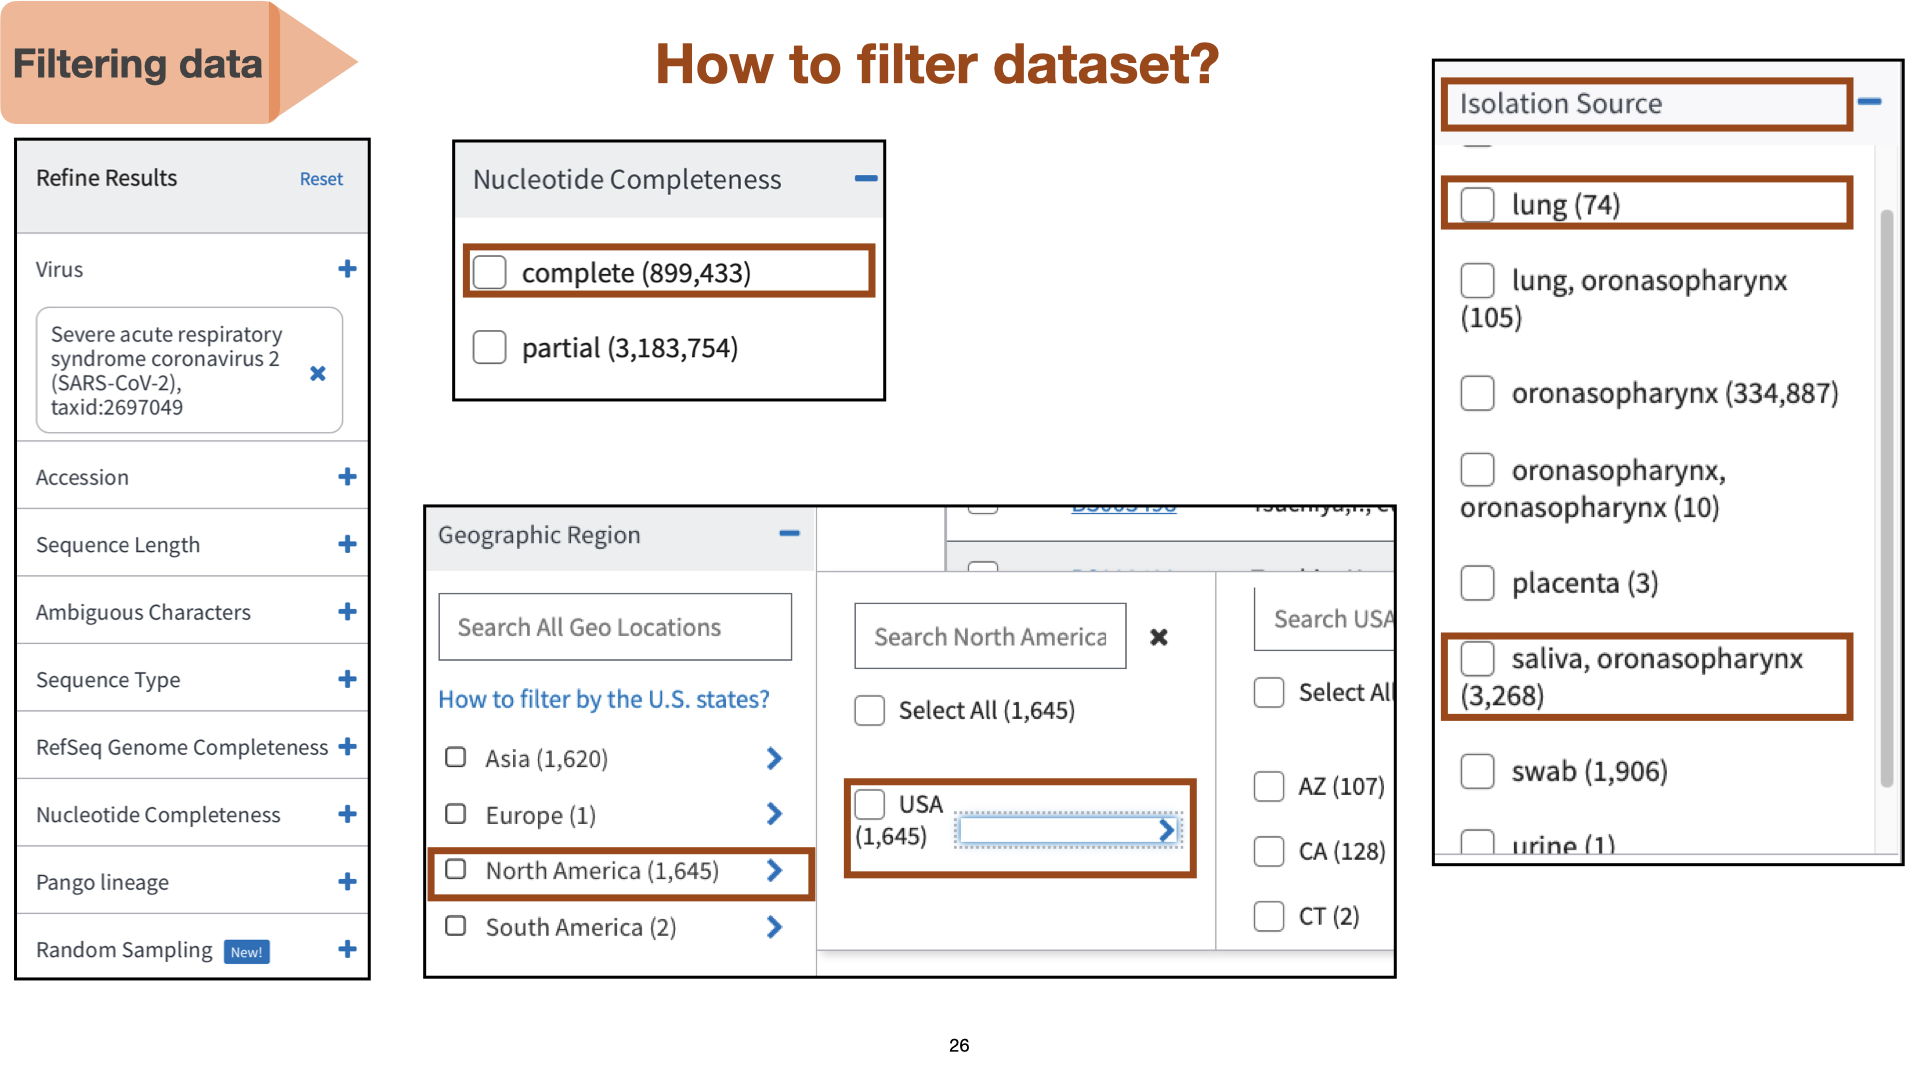 Filtering data
How to filter dataset?
Refine Results
Reset
Virus
Severe acute respiratory
syndrome coronavirus 2
(SARS-CoV-2),
taxid:2697049
Accession
Sequence Length
Ambiguous Characters
Sequence Type
RefSeq Genome Completeness
Nucleotide Completeness
Pango lineage
Random Sampling New!
Nucleotide Completeness
complete (899,433)
partial (3,183,754)
Geographic Region
Search All Geo Locations
How to filter by the U.S. states?
Asia (1,620)
Europe (1)
North America (1,645)
South America (2)
Search North America
Select All (1,645)
USA
(1,645)
Search USA
Select All
AZ (107)
CA (128)
CT (2)
Isolation Source
lung (74)
lung, oronasopharynx
(105)
oronasopharynx (334,887)
oronasopharynx,
oronasopharynx (10)
placenta (3)
saliva, oronasopharynx
(3,268)
swab (1,906)
urine (1)
26